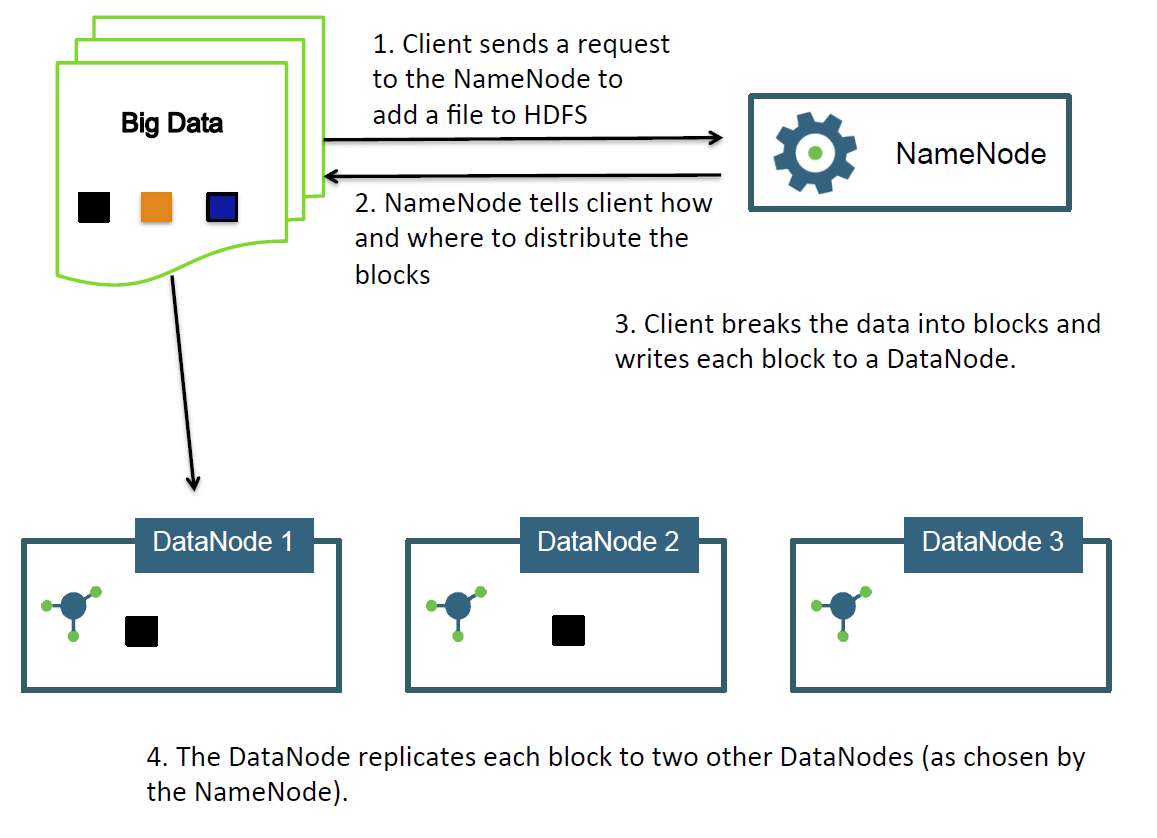 1. Client sends a request
to the NameNode to
add a file to HDFS
Big Data
NameNode
2. NameNode tells client how
and where to distribute the
blocks
3. Client breaks the data into blocks and
writes each block to a DataNode.
DataNode 1
DataNode 2
DataNode 3
4. The DataNode replicates each block to two other DataNodes (as chosen by
the NameNode).